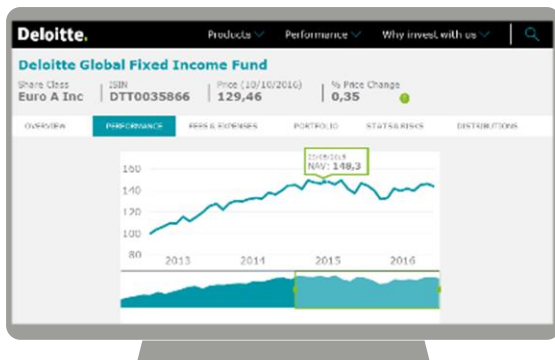 Deloitte.
Products Performance Why invest with us
Deloitte Global Fixed Income Fund
Share Class ISIN Price (10/10/2016) % Price Change
Euro A Inc DTT0035866 129,46 0,35
OVERVIEW PERFORMANCE FEES & EXPENSES PORTFOLIO STATS & RISKS DISTRIBUTIONS
NAV: 148,3
160
140
120
100
80
2013 2014 2015 2016